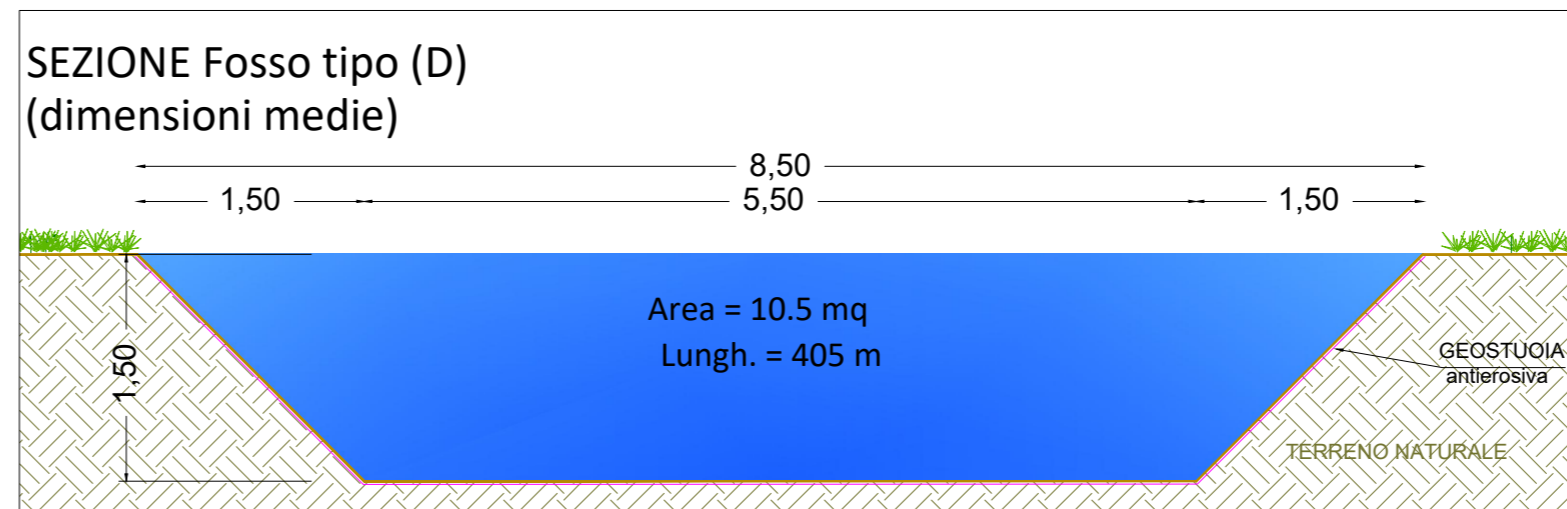 SEZIONE Fosso tipo (D)
(dimensioni medie)
8,50
1,50 5,50 1,50
Area = 10.5 mq
Lungh. = 405 m
1,50
GEOSTUOIA
antierosiva
TERRENO NATURALE